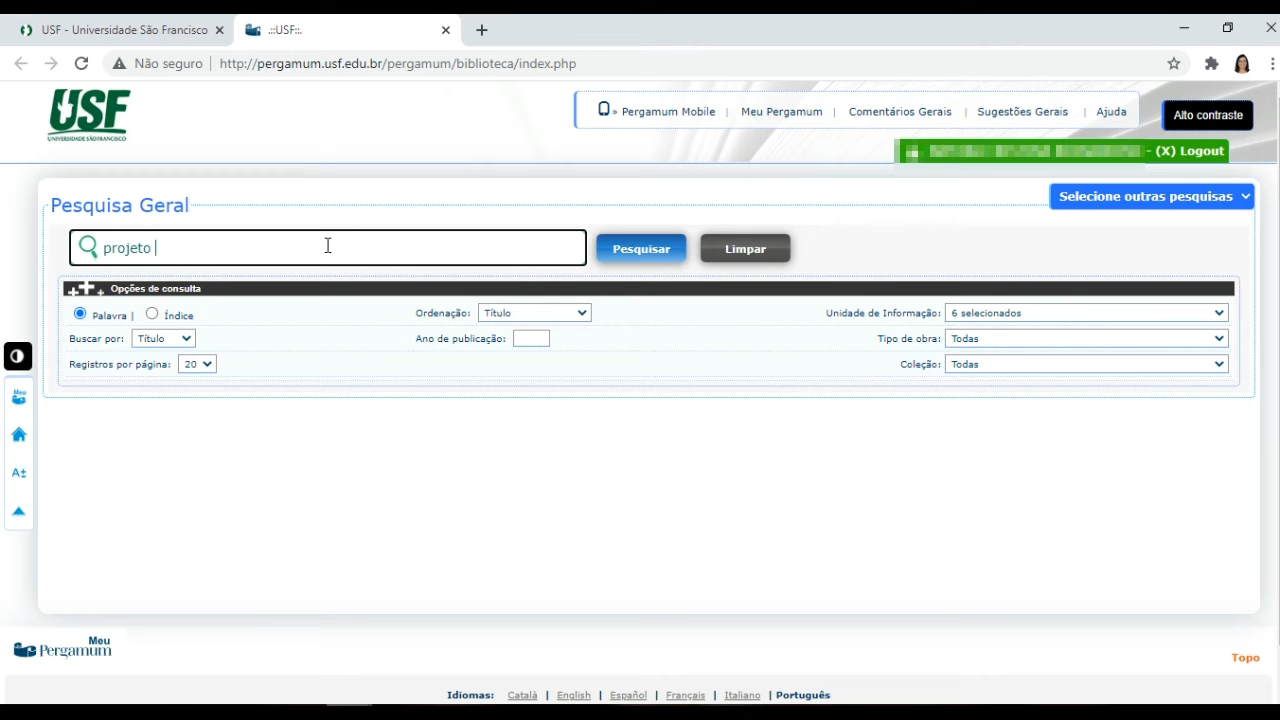 USF - Universidade São Francisco
.::USF::.
Não seguro
http://pergamum.usf.edu.br/pergamum/biblioteca/index.php
USF
UNIVERSIDADE SÃO FRANCISCO
» Pergamum Mobile | Meu Pergamum | Comentários Gerais | Sugestões Gerais | Ajuda
Alto contraste
- (X) Logout
Selecione outras pesquisas
Pesquisa Geral
projeto
Pesquisar
Limpar
Opções de consulta
Palavra | Índice
Ordenação: Título
Unidade de Informação: 6 selecionados
Buscar por: Título
Ano de publicação:
Tipo de obra: Todas
Registros por página: 20
Coleção: Todas
Meu
A±
Meu
Pergamum
Topo
Idiomas: Català | English | Español | Français | Italiano | Português